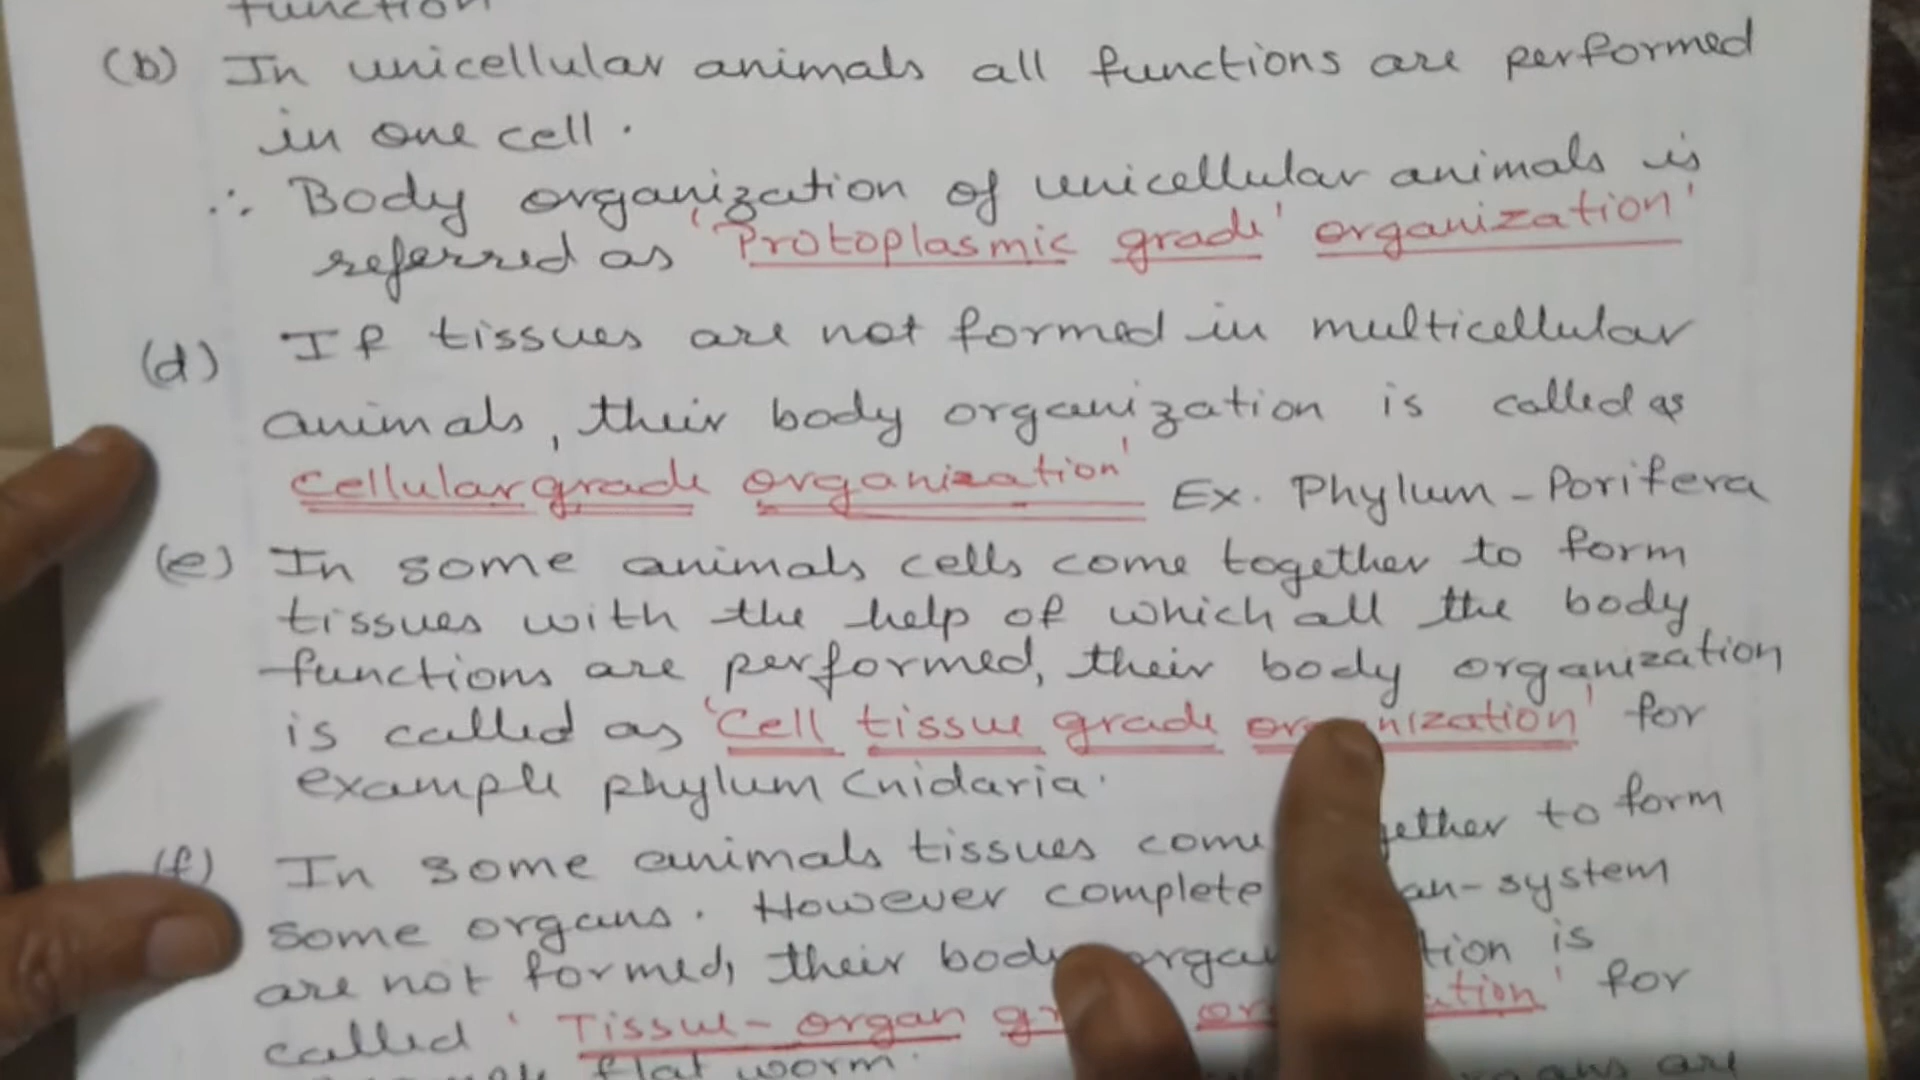 function
(b) In unicellular animals all functions are performed
in one cell.
∴ Body organization of unicellular animals is
referred as 'Protoplasmic grade' organization'
(d) If tissues are not formed in multicellular
animals, their body organization is called as
cellular grade organization' Ex. Phylum - Porifera
(e) In some animals cells come together to form
tissues with the help of which all the body
functions are performed, their body organization
is called as 'Cell tissue grade organization' for
example phylum Cnidaria.
(f) In some animals tissues come together to form
some organs. However complete -system
are not formed, their body is
called 'Tissue-organ for
flat worm. are